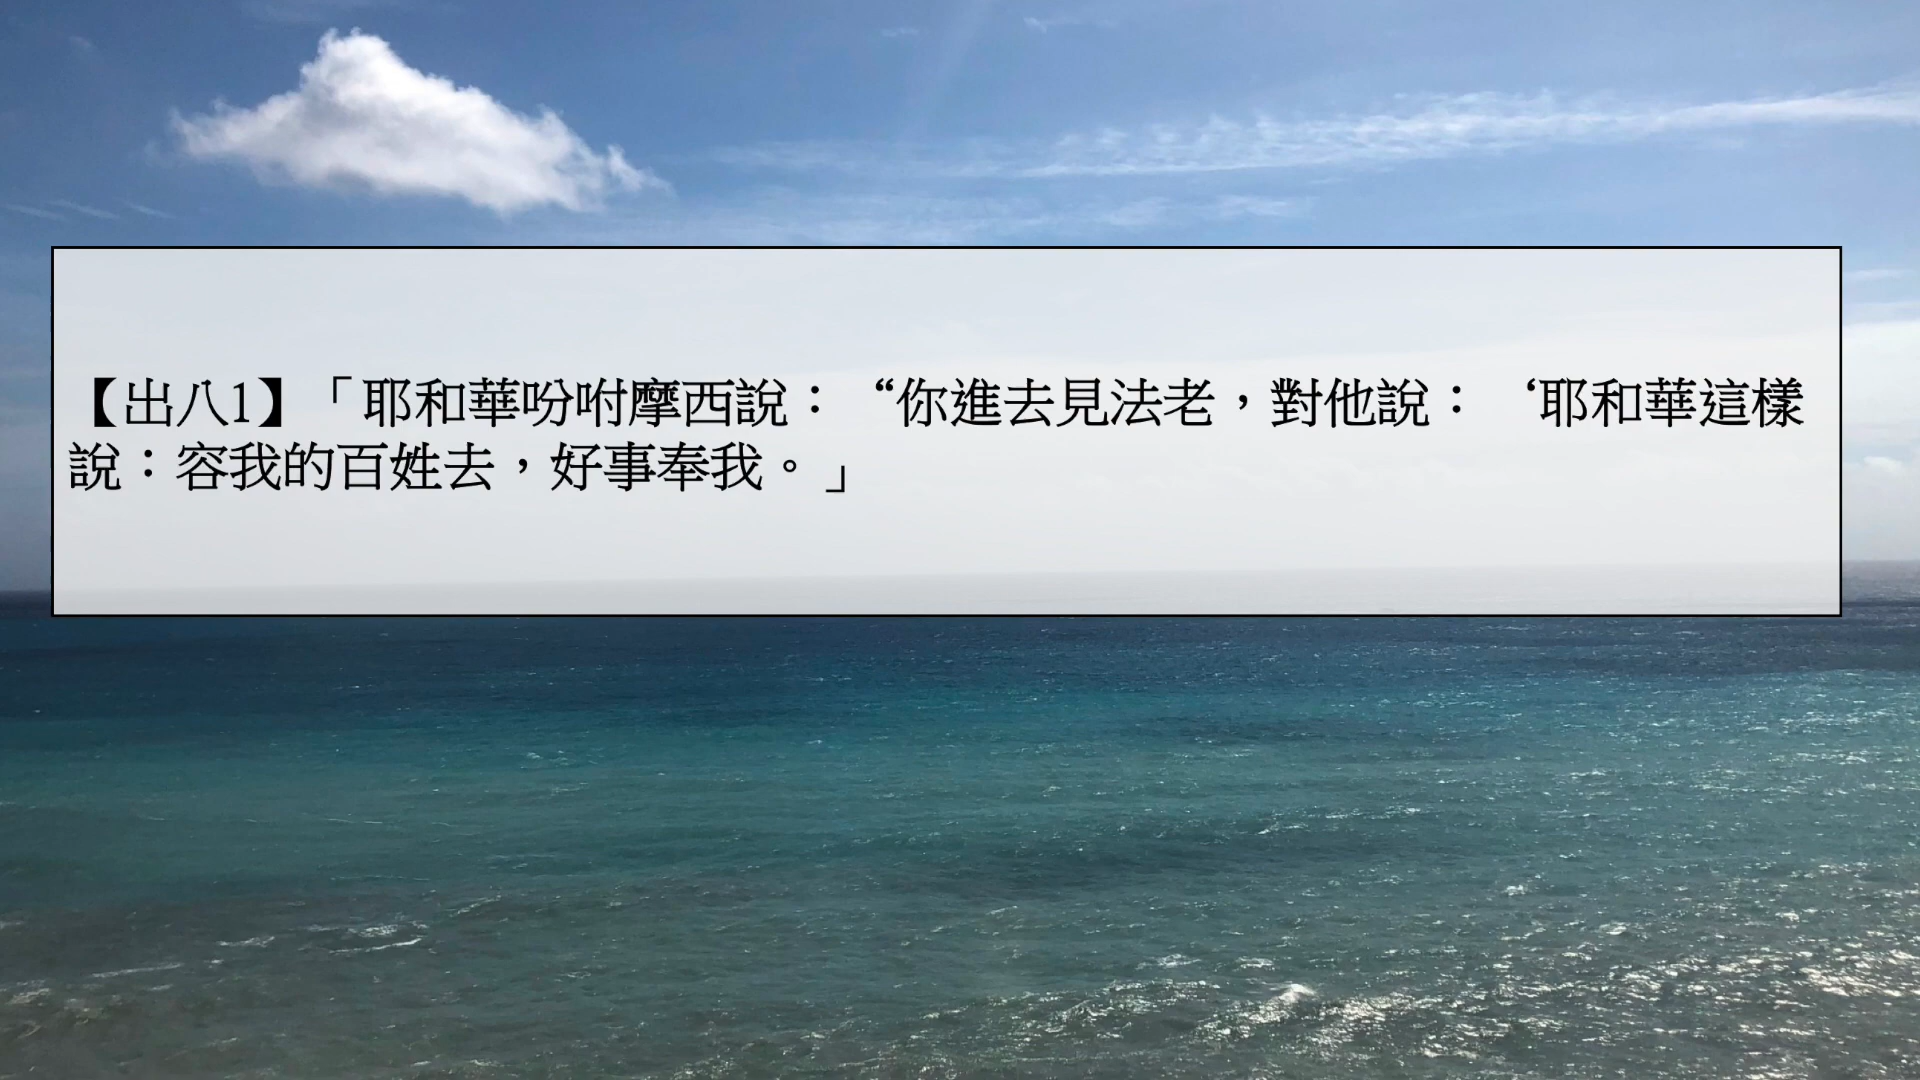 【出八1】「耶和華吩咐摩西說：“你進去見法老，對他說：‘耶和華這樣
說：容我的百姓去，好事奉我。」